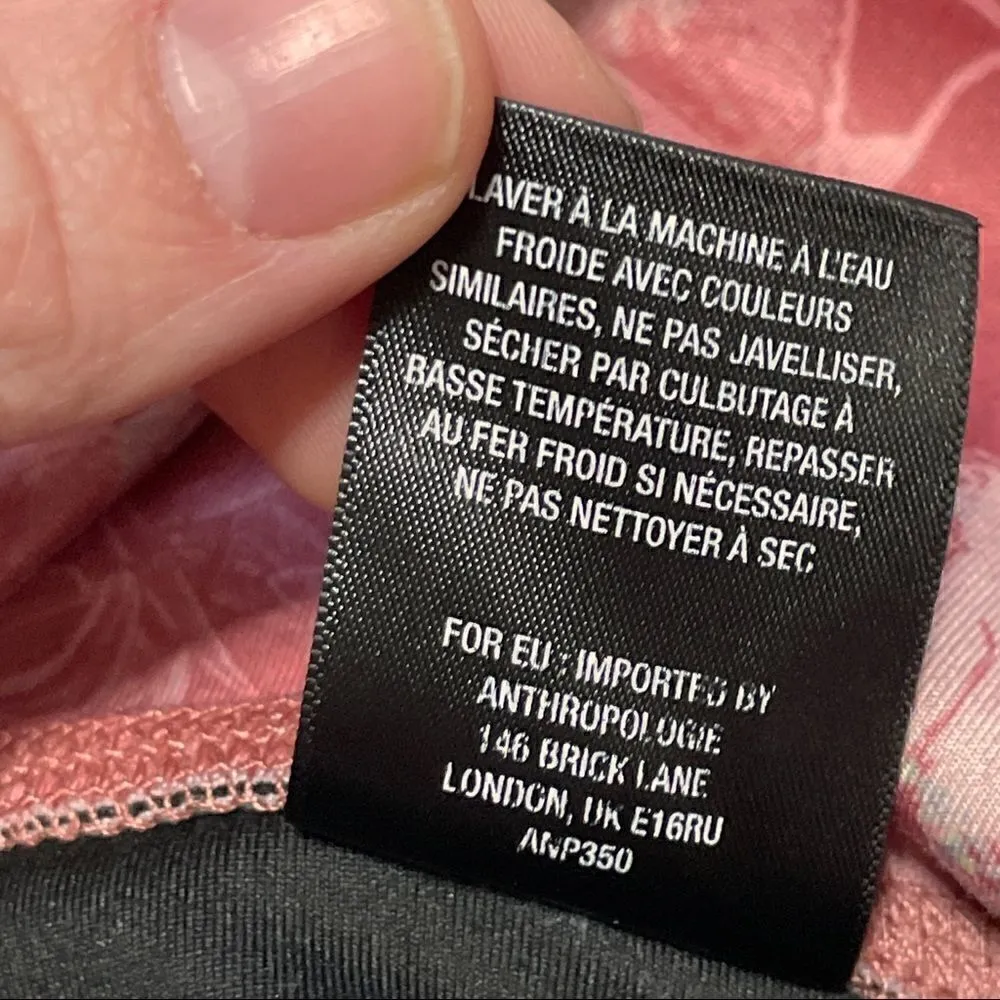 LAVER À LA MACHINE A L'EAU
FROIDE AVEC COULEURS
SIMILAIRES, NE PAS JAVELLISER,
SÉCHER PAR CULBUTAGE À
BASSE TEMPÉRATURE, REPASSER
AU FER FROID SI NÉCESSAIRE,
NE PAS NETTOYER À SEC
FOR EU : IMPORTED BY
ANTHROPOLOGIE
146 BRICK LANE
LONDON, UK E16RU
ANP350